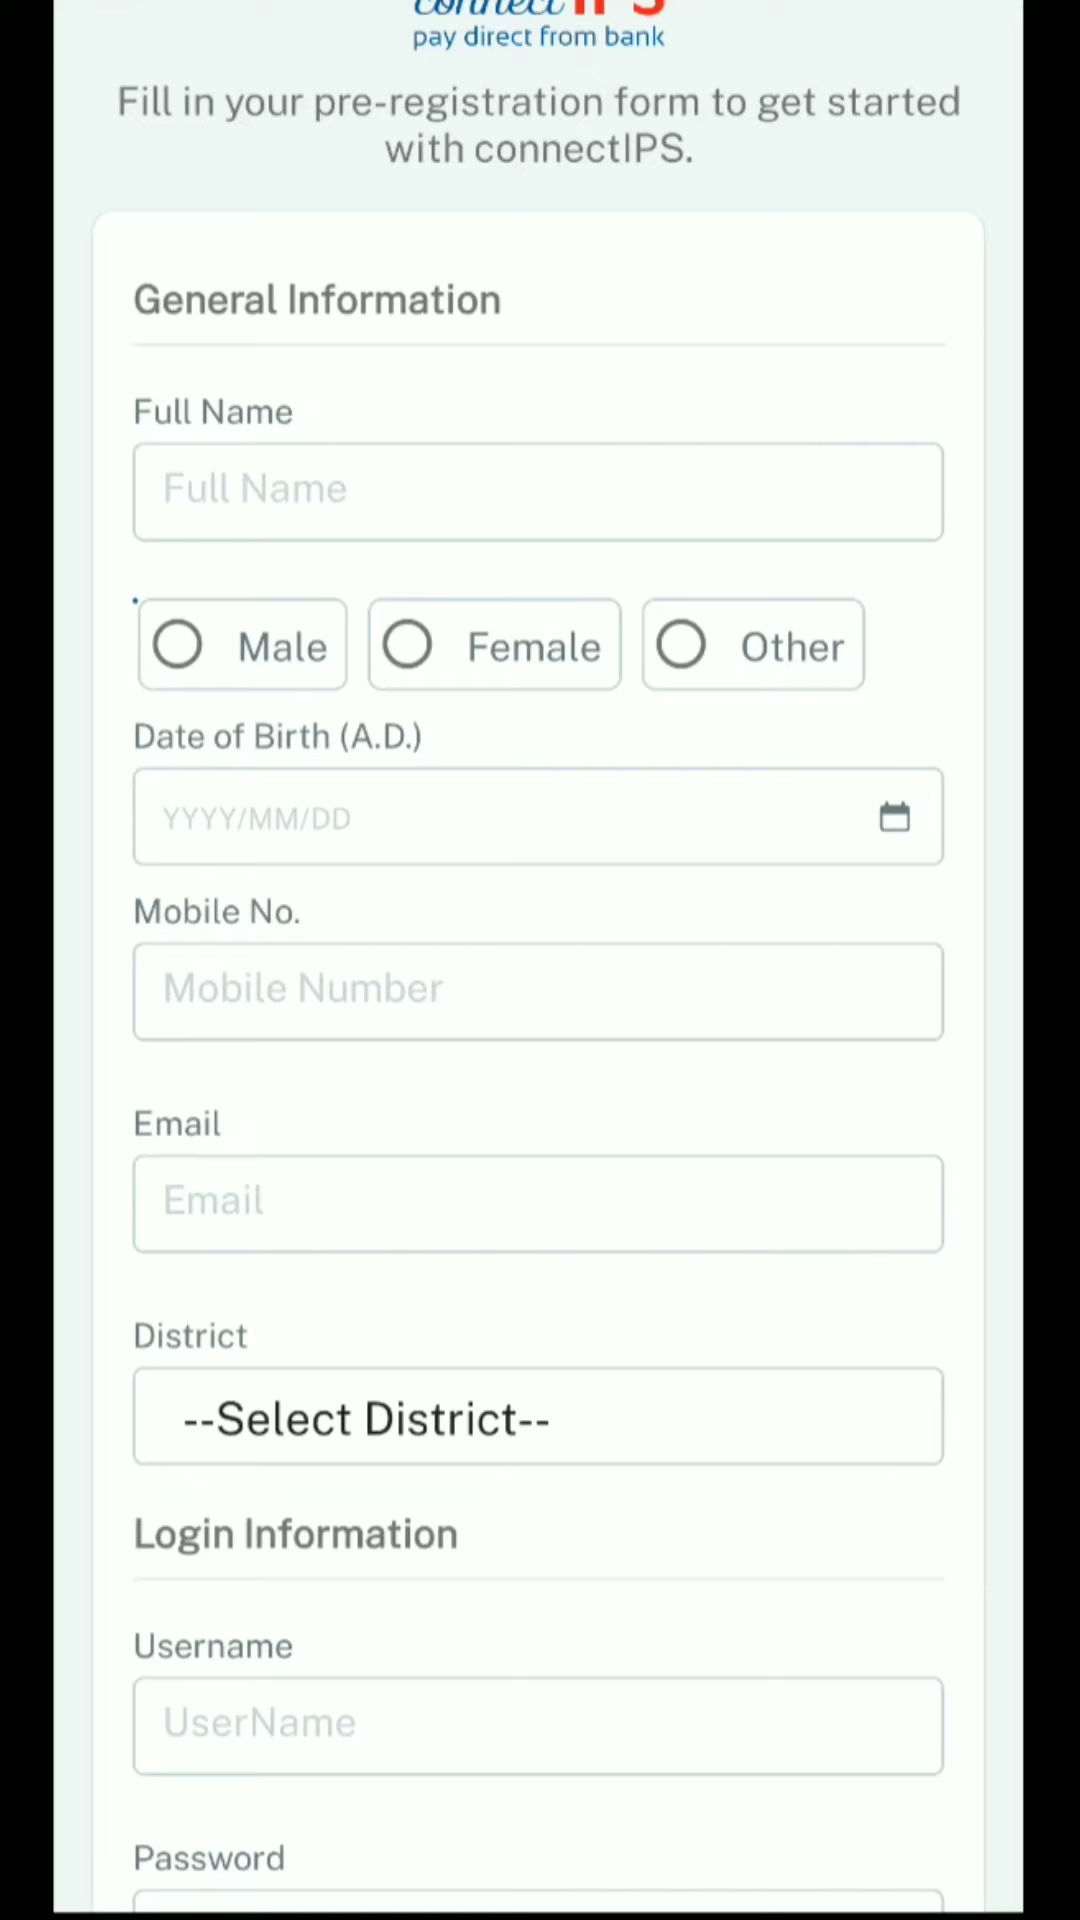 connectIPS
pay direct from bank
Fill in your pre-registration form to get started
with connectIPS.
General Information
Full Name
Full Name
Male
Female
Other
Date of Birth (A.D.)
YYYY/MM/DD
Mobile No.
Mobile Number
Email
Email
District
--Select District--
Login Information
Username
UserName
Password